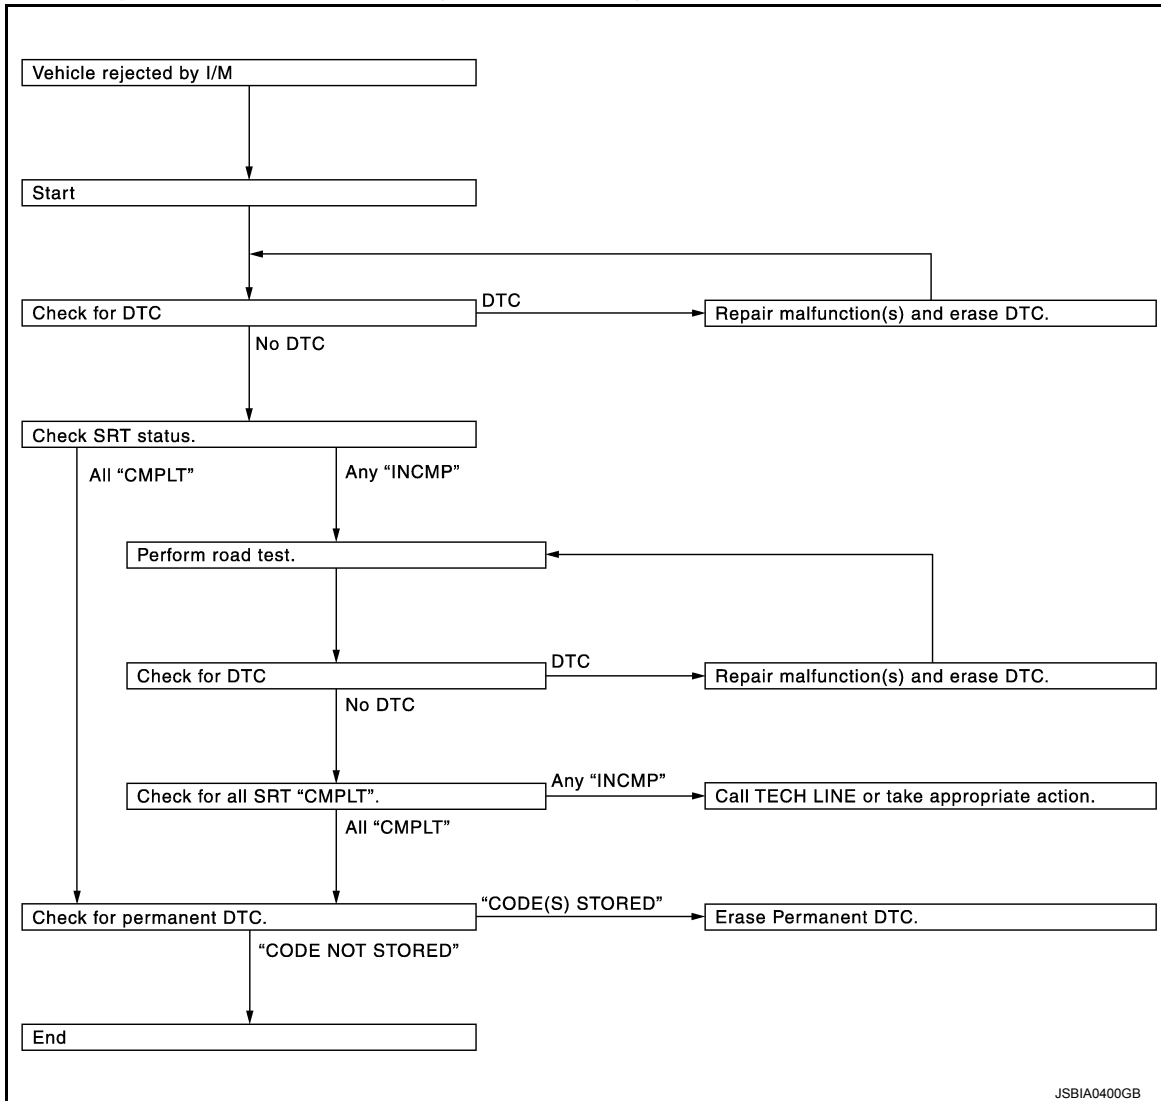 Vehicle rejected by I/M
Start
Check for DTC
DTC
Repair malfunction(s) and erase DTC.
No DTC
Check SRT status.
All “CMPLT”
Any “INCMP”
Perform road test.
Check for DTC
DTC
Repair malfunction(s) and erase DTC.
No DTC
Check for all SRT “CMPLT”.
Any “INCMP”
Call TECH LINE or take appropriate action.
All “CMPLT”
Check for permanent DTC.
“CODE(S) STORED”
Erase Permanent DTC.
“CODE NOT STORED”
End
JSBIA0400GB